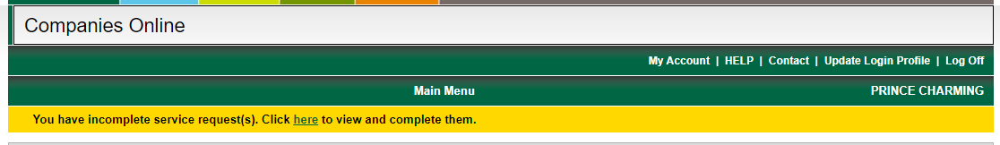 Companies Online
My Account | HELP | Contact | Update Login Profile | Log Off
Main Menu PRINCE CHARMING
You have incomplete service request(s). Click here to view and complete them.